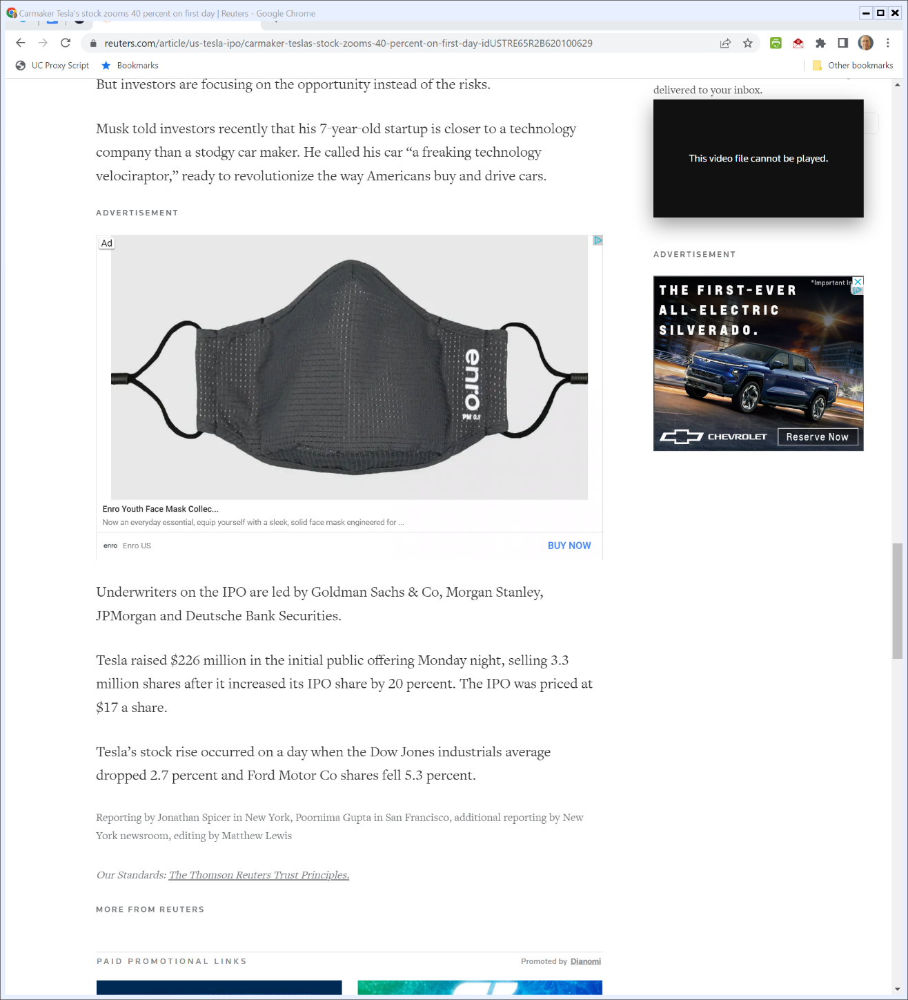 Carmaker Tesla's stock zooms 40 percent on first day | Reuters - Google Chrome
reuters.com/article/us-tesla-ipo/carmaker-teslas-stock-zooms-40-percent-on-first-day-idUSTRE65R2B620100629
UC Proxy Script
Bookmarks
Other bookmarks
But investors are focusing on the opportunity instead of the risks.
Musk told investors recently that his 7-year-old startup is closer to a technology
company than a stodgy car maker. He called his car “a freaking technology
velociraptor,” ready to revolutionize the way Americans buy and drive cars.
ADVERTISEMENT
Ad
enro
PM 0.1
Enro Youth Face Mask Collec...
Now an everyday essential, equip yourself with a sleek, solid face mask engineered for ...
enro Enro US
BUY NOW
Underwriters on the IPO are led by Goldman Sachs & Co, Morgan Stanley,
JPMorgan and Deutsche Bank Securities.
Tesla raised $226 million in the initial public offering Monday night, selling 3.3
million shares after it increased its IPO share by 20 percent. The IPO was priced at
$17 a share.
Tesla’s stock rise occurred on a day when the Dow Jones industrials average
dropped 2.7 percent and Ford Motor Co shares fell 5.3 percent.
Reporting by Jonathan Spicer in New York, Poornima Gupta in San Francisco, additional reporting by New
York newsroom, editing by Matthew Lewis
Our Standards: The Thomson Reuters Trust Principles.
MORE FROM REUTERS
PAID PROMOTIONAL LINKS
Promoted by Dianomi
delivered to your inbox.
This video file cannot be played.
ADVERTISEMENT
*Important In
THE FIRST-EVER
ALL-ELECTRIC
SILVERADO.
CHEVROLET
Reserve Now